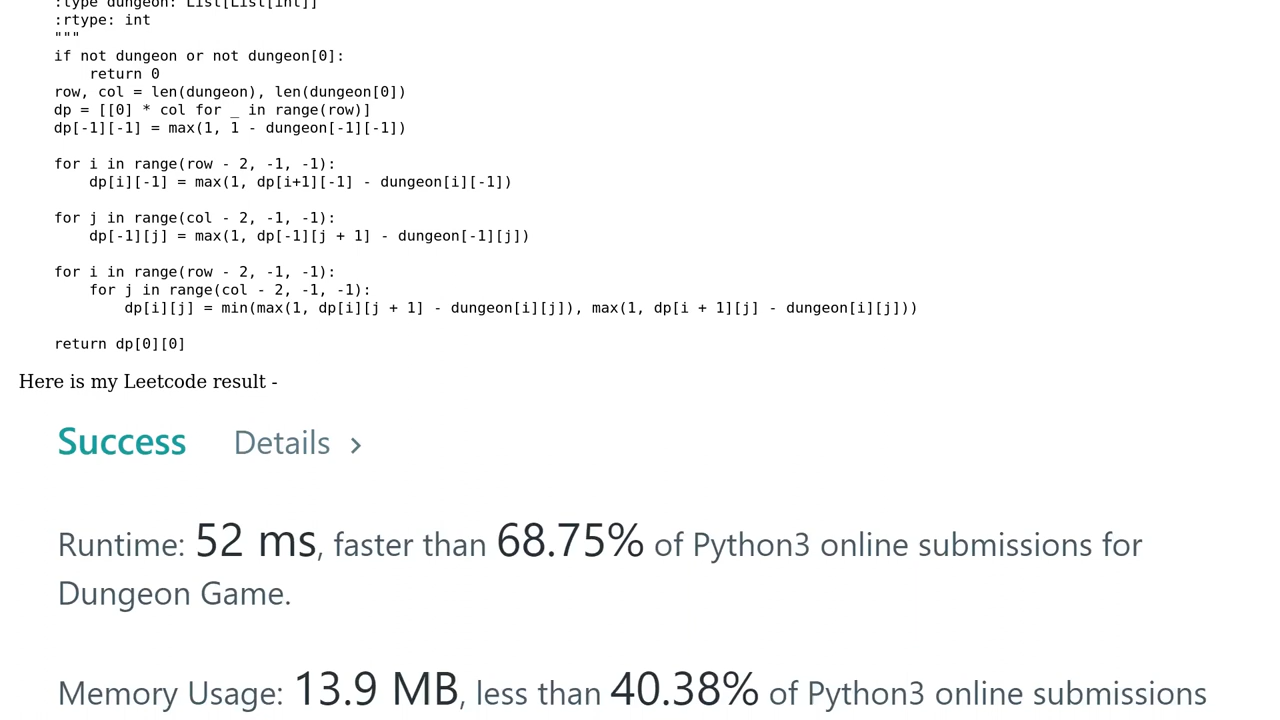 :type dungeon: List[List[int]]
:rtype: int
"""
if not dungeon or not dungeon[0]:
    return 0
row, col = len(dungeon), len(dungeon[0])
dp = [[0] * col for _ in range(row)]
dp[-1][-1] = max(1, 1 - dungeon[-1][-1])
for i in range(row - 2, -1, -1):
    dp[i][-1] = max(1, dp[i+1][-1] - dungeon[i][-1])
for j in range(col - 2, -1, -1):
    dp[-1][j] = max(1, dp[-1][j + 1] - dungeon[-1][j])
for i in range(row - 2, -1, -1):
    for j in range(col - 2, -1, -1):
        dp[i][j] = min(max(1, dp[i][j + 1] - dungeon[i][j]), max(1, dp[i + 1][j] - dungeon[i][j]))
return dp[0][0]
Here is my Leetcode result -
Success Details >
Runtime: 52 ms, faster than 68.75% of Python3 online submissions for
Dungeon Game.
Memory Usage: 13.9 MB, less than 40.38% of Python3 online submissions